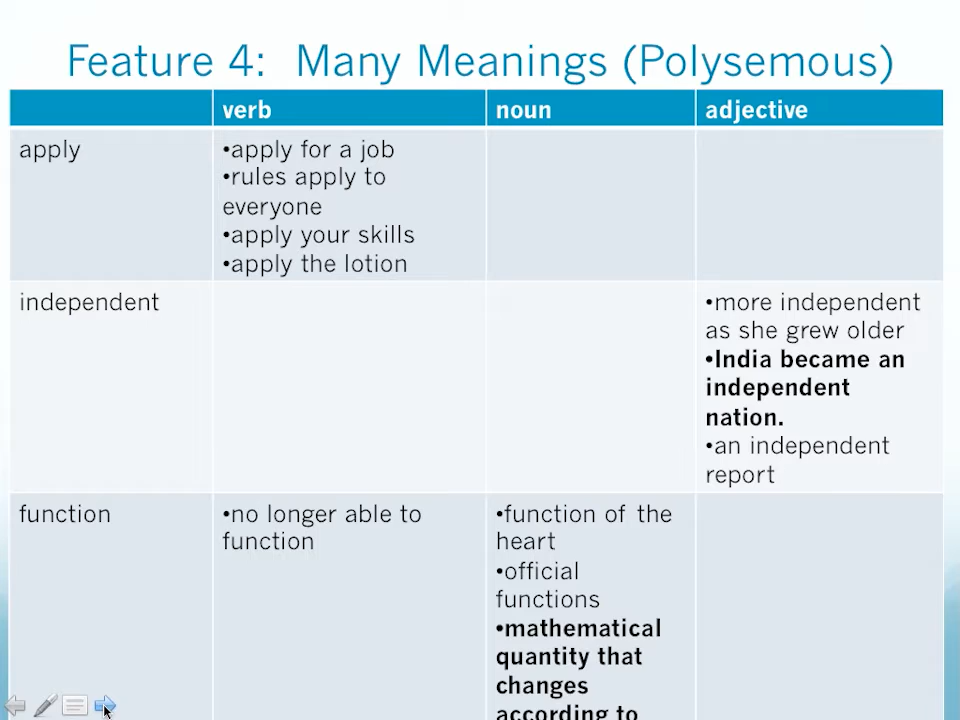 Feature 4: Many Meanings (Polysemous)
verb
noun
adjective
apply
•apply for a job
•rules apply to
everyone
•apply your skills
•apply the lotion
independent
•more independent
as she grew older
•India became an
independent
nation.
•an independent
report
function
•no longer able to
function
•function of the
heart
•official
functions
•mathematical
quantity that
changes
according to